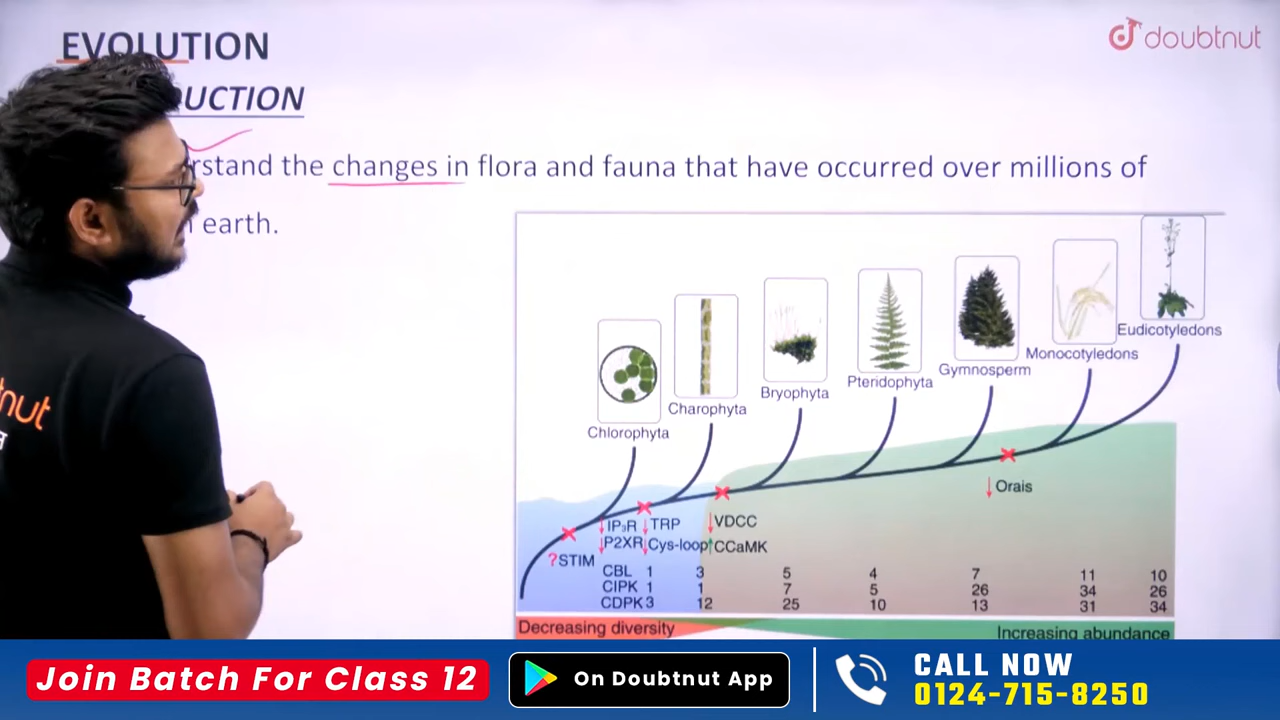 EVOLUTION
doubtnut
UCTION
rstand the changes in flora and fauna that have occurred over millions of
earth.
Eudicotyledons
Monocotyledons
Gymnosperm
Pteridophyta
Bryophyta
Charophyta
Chlorophyta
Orais
IP₃R TRP VDCC
P2XR Cys-loop CCaMK
?STIM
CBL 1 3 5 4 7 11 10
CIPK 1 1 7 5 26 34 26
CDPK 3 12 25 10 13 31 34
Decreasing diversity Increasing abundance
nut
Join Batch For Class 12
On Doubtnut App
CALL NOW
0124-715-8250